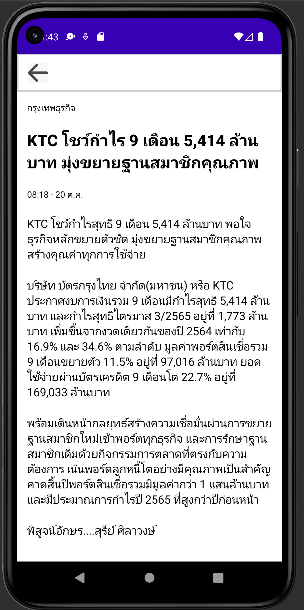 :43
กรุงเทพธุรกิจ
KTC โชว์กำไร 9 เดือน 5,414 ล้าน
บาท มุ่งขยายฐานสมาชิกคุณภาพ
08:18 - 20 ต.ค.
KTC โชว์กำไรสุทธิ 9 เดือน 5,414 ล้านบาท พอใจ
ธุรกิจหลักขยายตัวชัด มุ่งขยายฐานสมาชิกคุณภาพ
สร้างคุณค่าทุกการใช้จ่าย
บริษัท บัตรกรุงไทย จำกัด(มหาชน) หรือ KTC
ประกาศงบการเงินรวม 9 เดือนมีกำไรสุทธิ 5,414 ล้าน
บาท และกำไรสุทธิไตรมาส 3/2565 อยู่ที่ 1,773 ล้าน
บาท เพิ่มขึ้นจากงวดเดียวกันของปี 2564 เท่ากับ
16.9% และ 34.6% ตามลำดับ มูลค่าพอร์ตสินเชื่อรวม
9 เดือนขยายตัว 11.5% อยู่ที่ 97,016 ล้านบาท ยอด
ใช้จ่ายผ่านบัตรเครดิต 9 เดือนโต 22.7% อยู่ที่
169,033 ล้านบาท
พร้อมเดินหน้ากลยุทธ์สร้างความเชื่อมั่นผ่านการขยาย
ฐานสมาชิกใหม่เข้าพอร์ตทุกธุรกิจ และการรักษาฐาน
สมาชิกเดิมด้วยกิจกรรมการตลาดที่ตรงกับความ
ต้องการ เน้นพอร์ตลูกหนี้โตอย่างมีคุณภาพเป็นสำคัญ
คาดสิ้นปีพอร์ตสินเชื่อรวมมีมูลค่ากว่า 1 แสนล้านบาท
และมีประมาณการกำไรปี 2565 ที่สูงกว่าปีก่อนหน้า
พิสูจน์อักษร....สุรีย์ ศิลาวงษ์